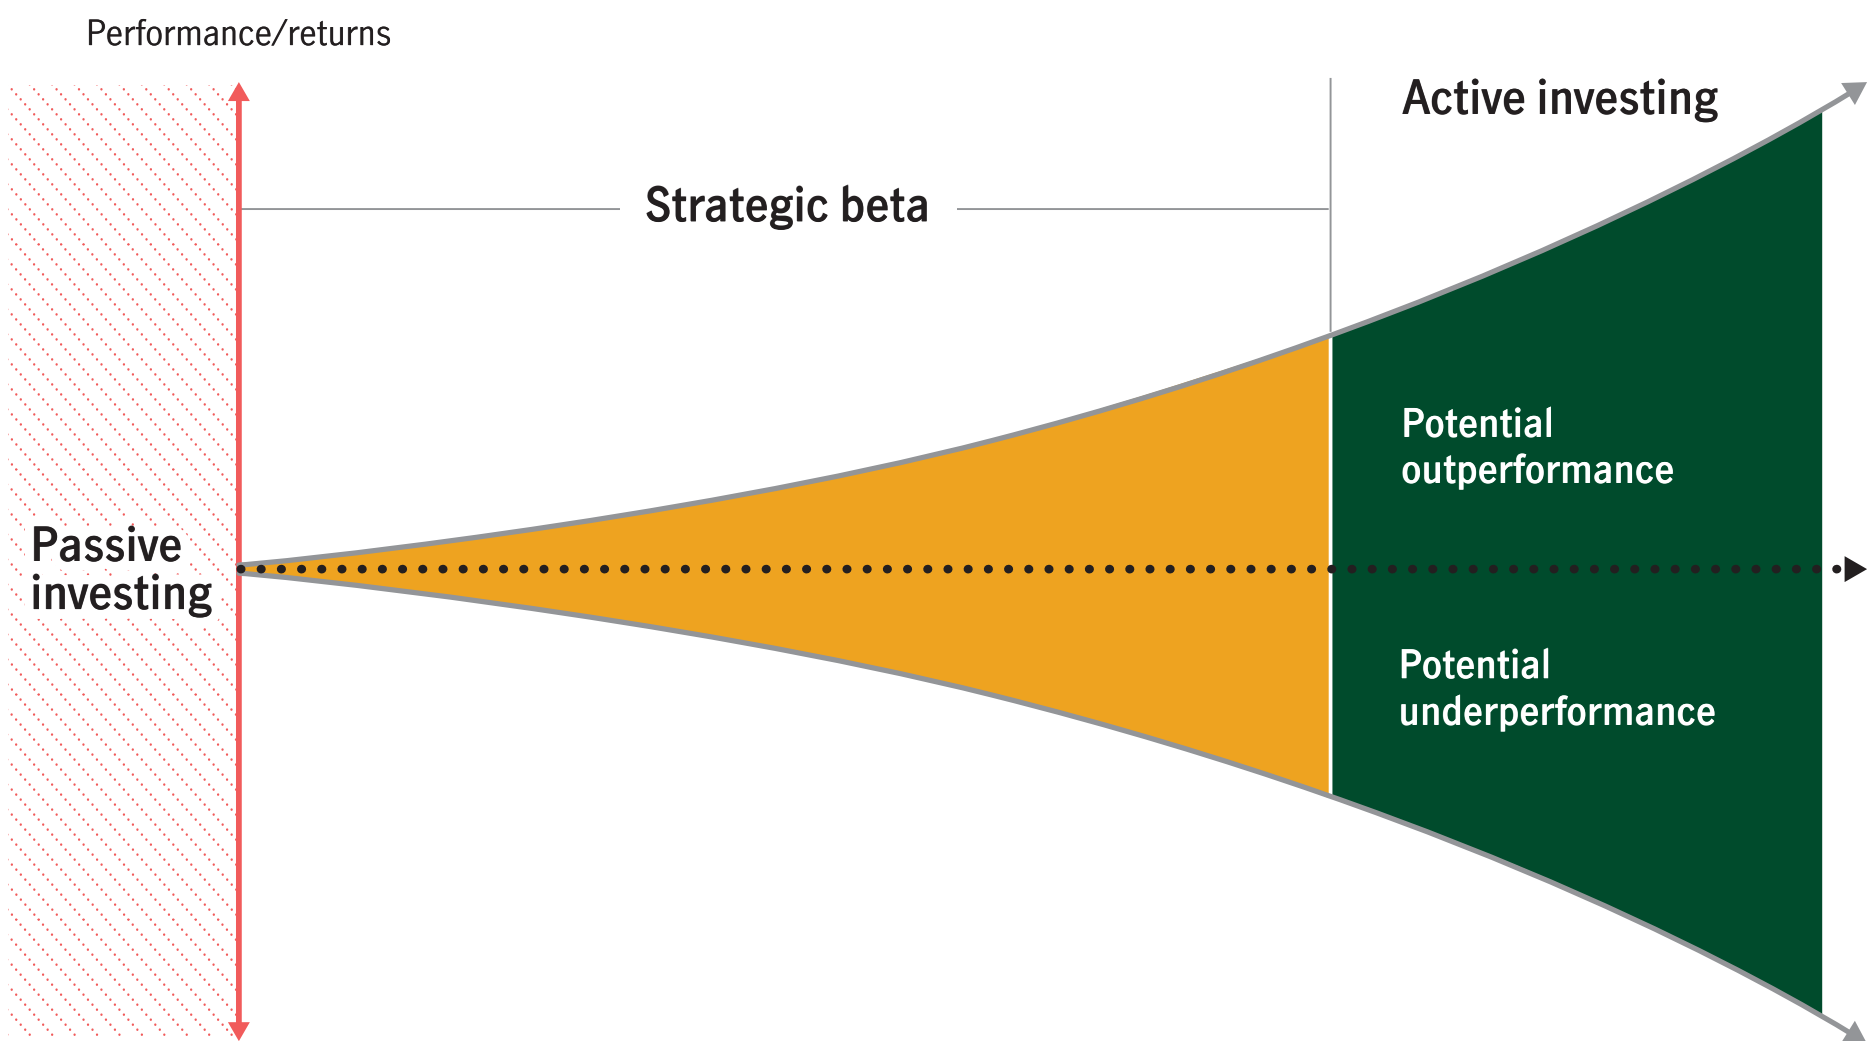 Performance/returns
Active investing
Strategic beta
Potential
outperformance
Passive
investing
Potential
underperformance